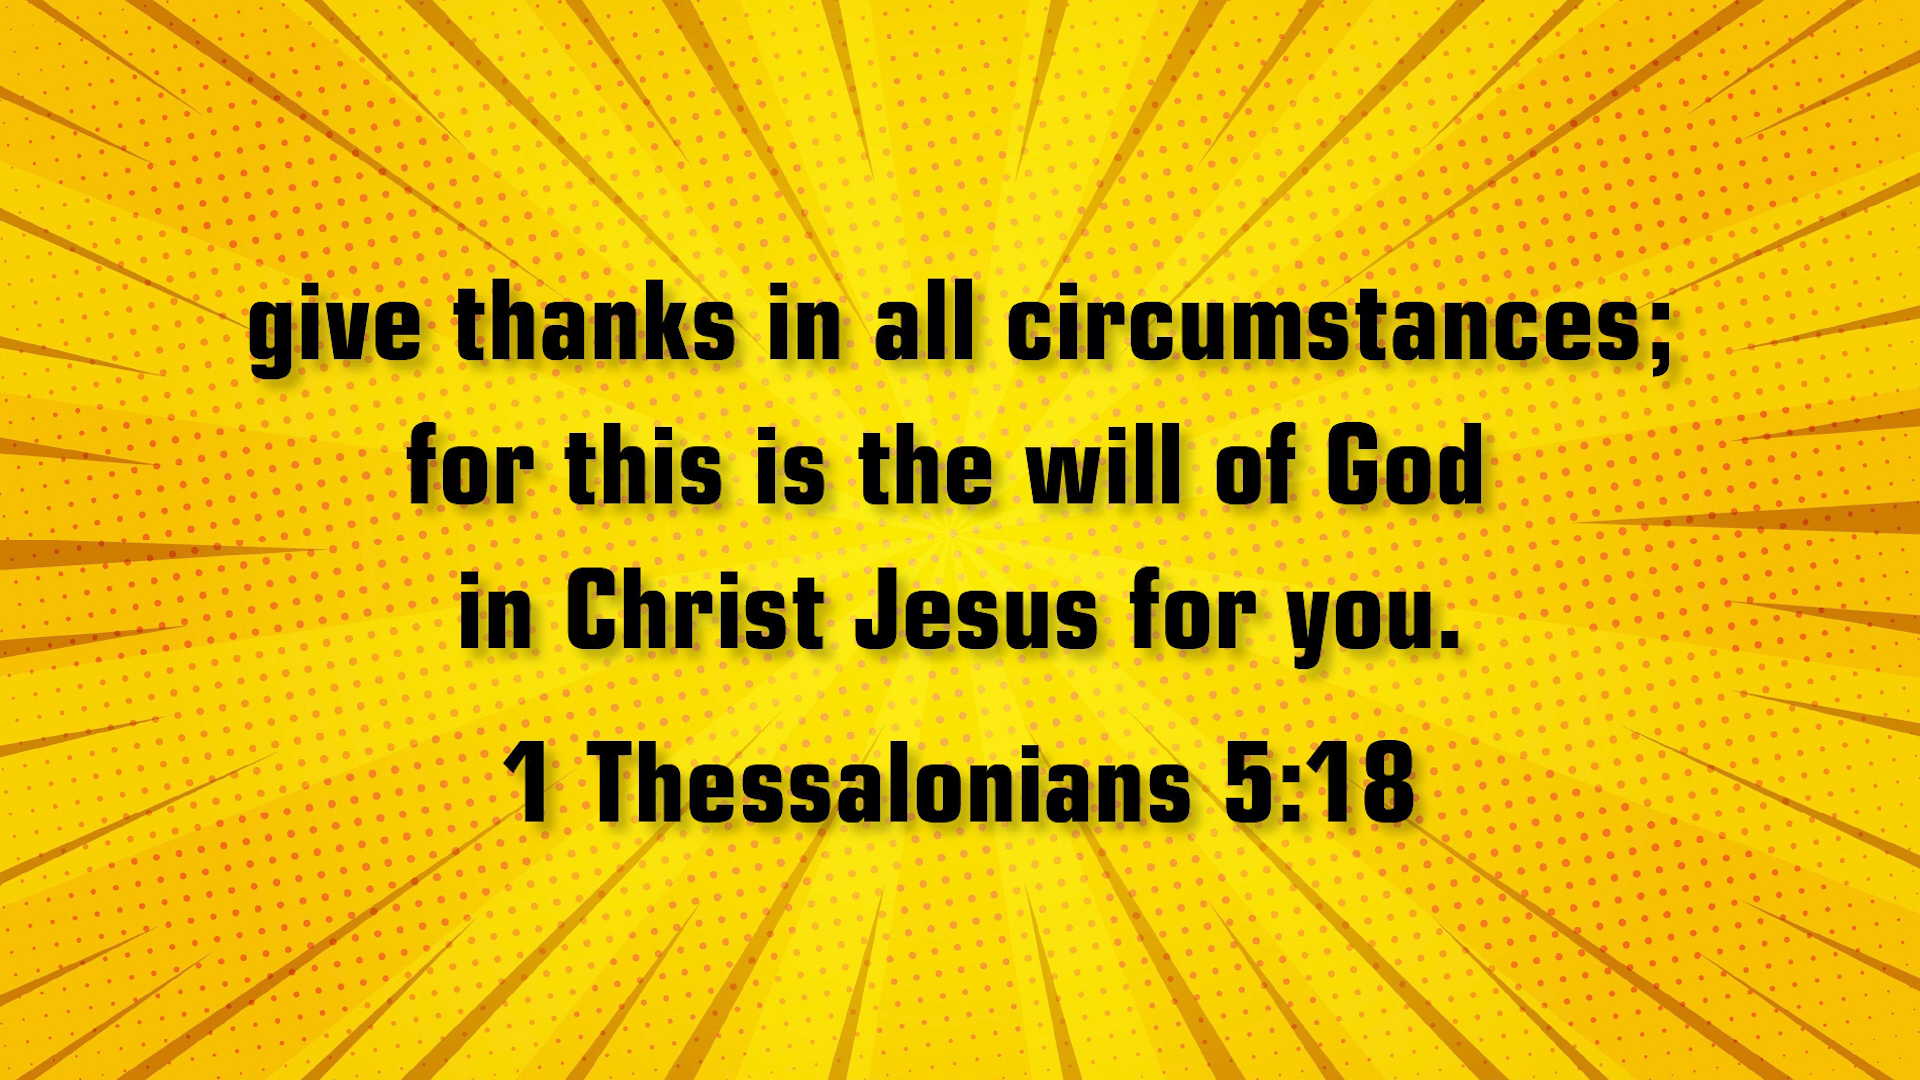 give thanks in all circumstances;
for this is the will of God
in Christ Jesus for you.
1 Thessalonians 5:18